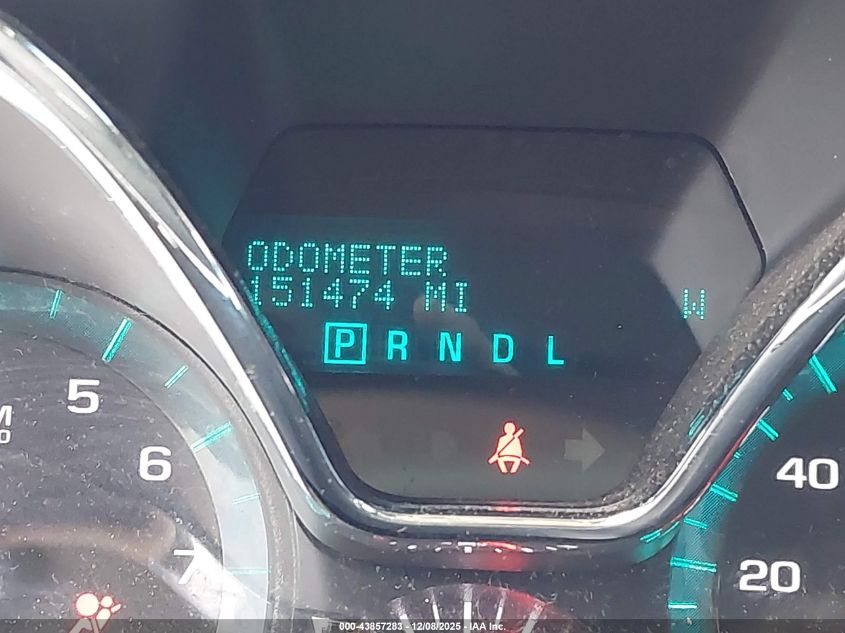 ODOMETER
151474 MI W
P R N D L
5
6
7
40
20
000-43857283 - 12/08/2025 - IAA Inc.